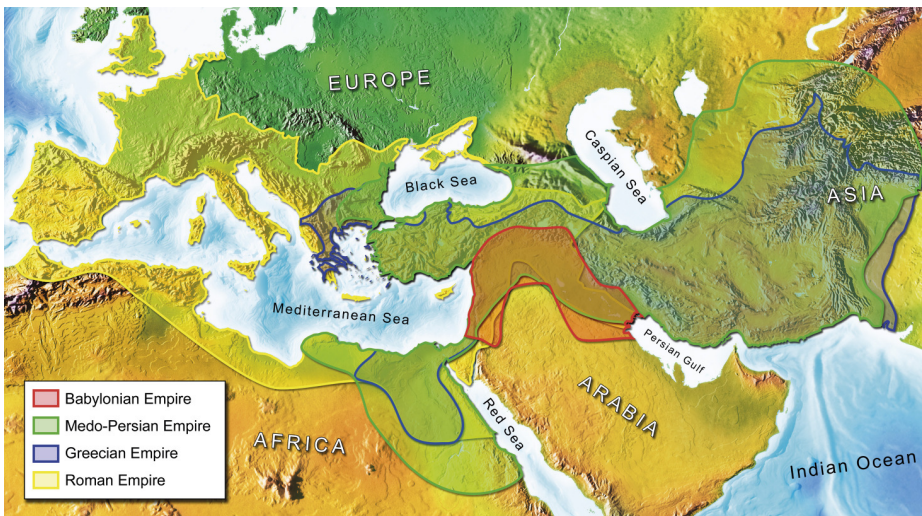 EUROPE
Caspian Sea
Black Sea
ASIA
Mediterranean Sea
Persian Gulf
ARABIA
Red Sea
AFRICA
Indian Ocean
Babylonian Empire
Medo-Persian Empire
Greecian Empire
Roman Empire